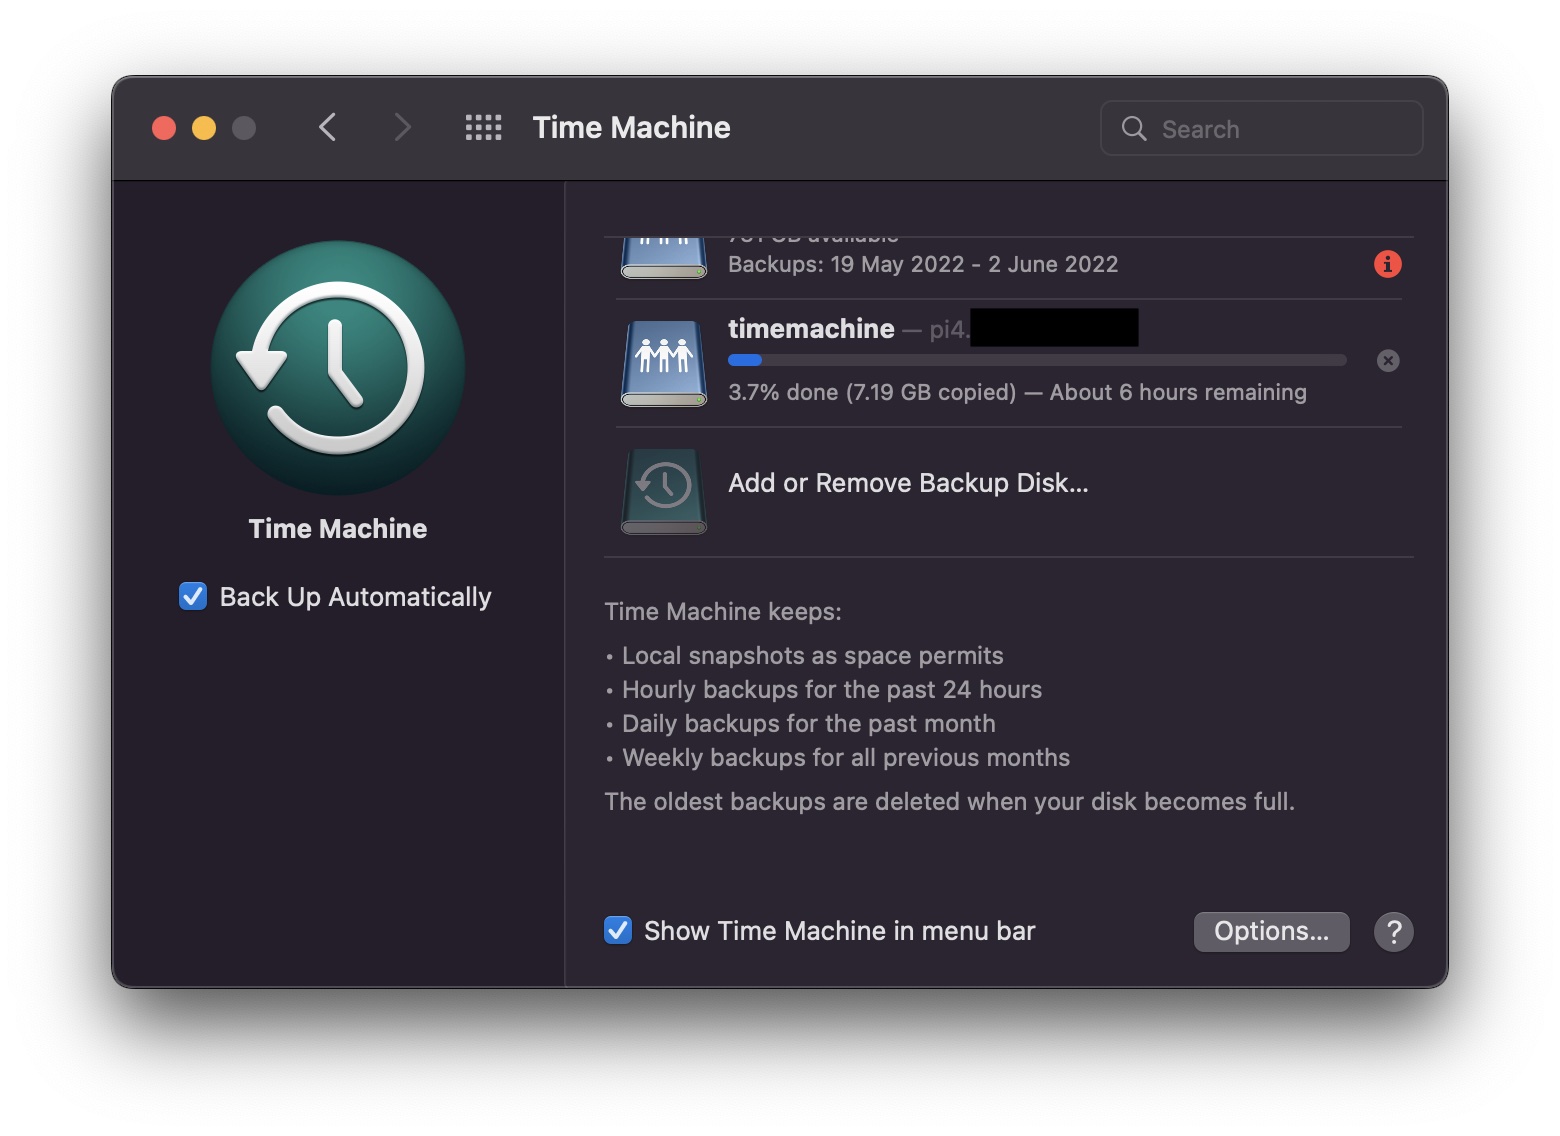 Time Machine
Search
GB available
Backups: 19 May 2022 - 2 June 2022
timemachine — pi4.
3.7% done (7.19 GB copied) — About 6 hours remaining
Add or Remove Backup Disk...
Time Machine
Back Up Automatically
Time Machine keeps:
• Local snapshots as space permits
• Hourly backups for the past 24 hours
• Daily backups for the past month
• Weekly backups for all previous months
The oldest backups are deleted when your disk becomes full.
Show Time Machine in menu bar
Options...
?